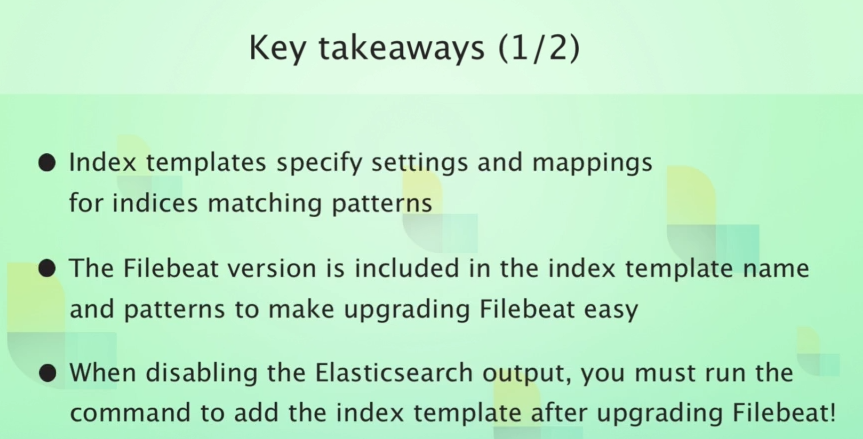 Key takeaways (1/2)
● Index templates specify settings and mappings
for indices matching patterns
● The Filebeat version is included in the index template name
and patterns to make upgrading Filebeat easy
● When disabling the Elasticsearch output, you must run the
command to add the index template after upgrading Filebeat!